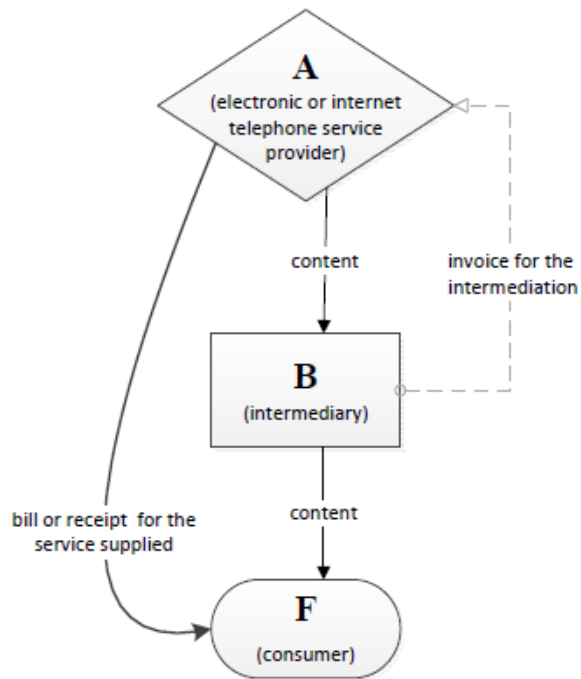 A
(electronic or internet
telephone service
provider)
content
invoice for the
intermediation
B
(intermediary)
content
bill or receipt for the
service supplied
F
(consumer)